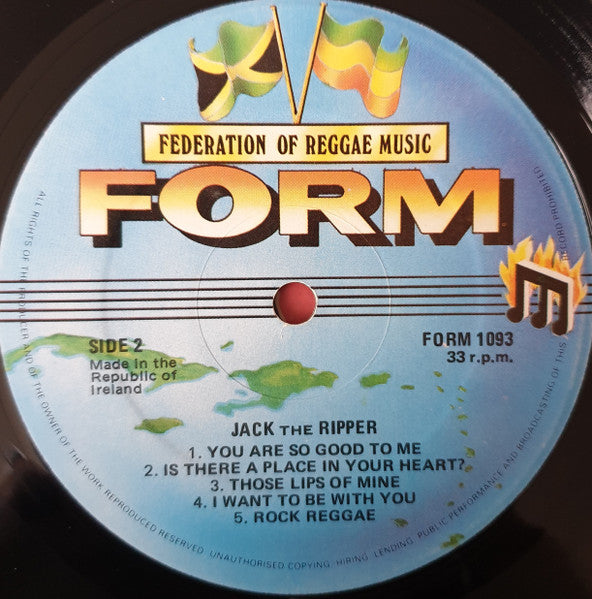 FEDERATION OF REGGAE MUSIC
FORM
SIDE 2
Made in the
Republic of
Ireland
FORM 1093
33 r.p.m.
JACK THE RIPPER
1. YOU ARE SO GOOD TO ME
2. IS THERE A PLACE IN YOUR HEART?
3. THOSE LIPS OF MINE
4. I WANT TO BE WITH YOU
5. ROCK REGGAE
ALL RIGHTS OF THE PRODUCER AND OF THE OWNER OF THE WORK REPRODUCED RESERVED. UNAUTHORISED COPYING, HIRING, LENDING, PUBLIC PERFORMANCE AND BROADCASTING OF THIS RECORD PROHIBITED